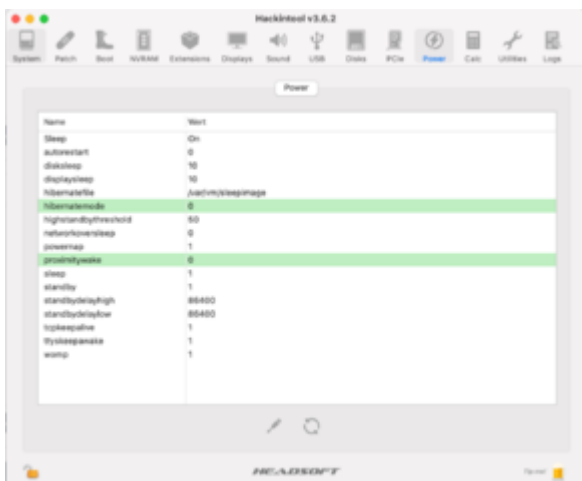 Hackintool v3.6.2
System Patch Boot NVRAM Extensions Displays Sound USB Disks PCIe Power Calc Utilities Logs
Power
Name Wert
Sleep On
autorestart 0
disksleep 10
displaysleep 10
hibernatefile /var/vm/sleepimage
hibernatemode 0
highstandbythreshold 50
networkoversleep 0
powernap 1
proximitywake 0
sleep 1
standby 1
standbydelayhigh 86400
standbydelaylow 86400
tcpkeepalive 1
ttyskeepawake 1
womp 1
HEADSOFT